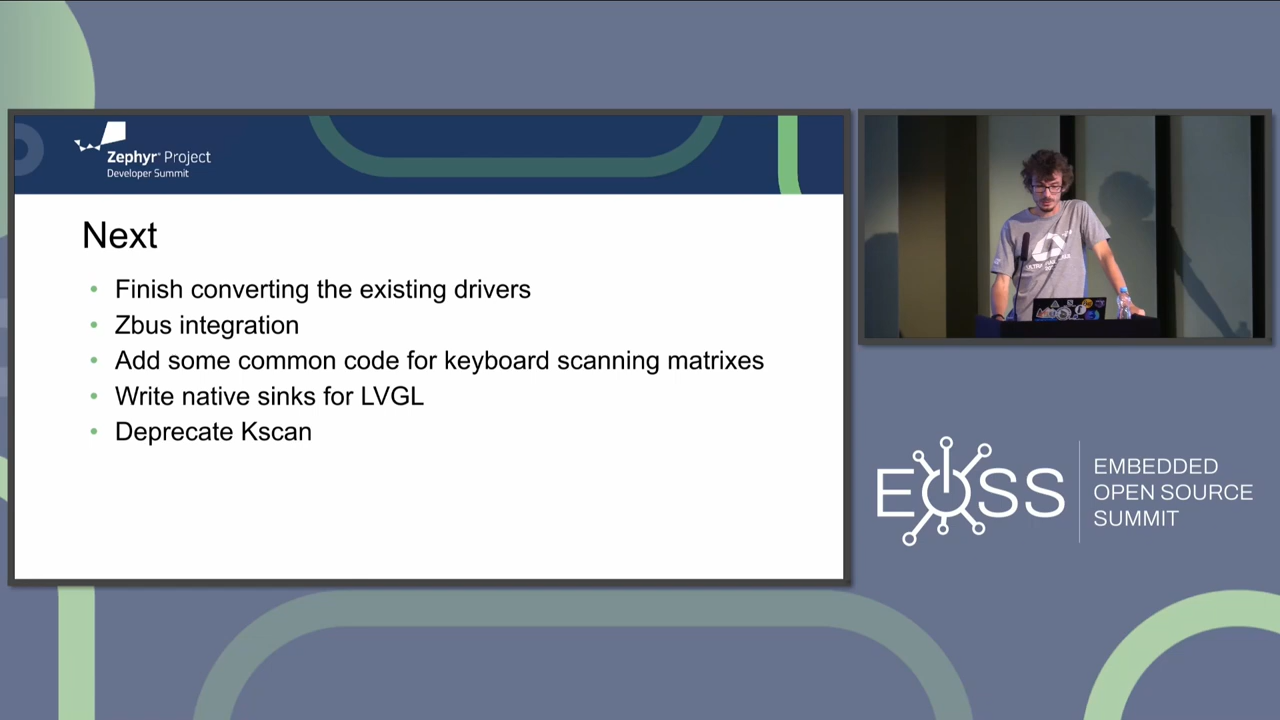 Zephyr® Project
Developer Summit
Next
• Finish converting the existing drivers
• Zbus integration
• Add some common code for keyboard scanning matrixes
• Write native sinks for LVGL
• Deprecate Kscan
EOSS
EMBEDDED
OPEN SOURCE
SUMMIT